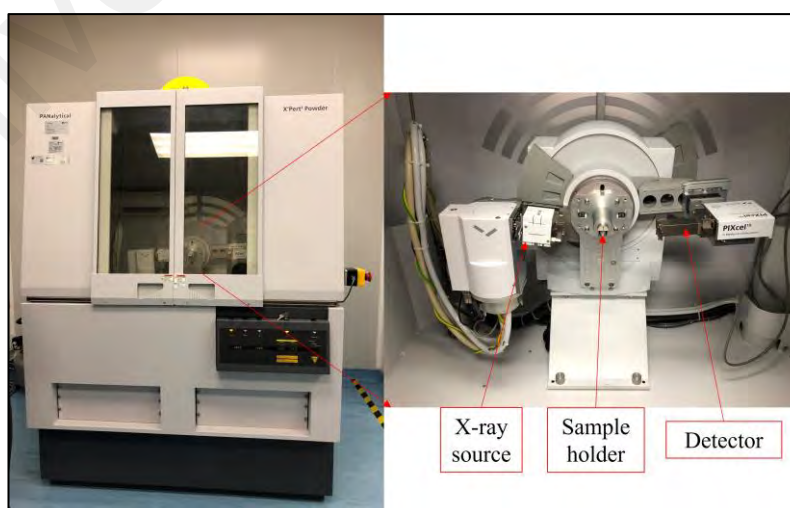 PANalytical
X'Pert³ Powder
PIXcel
X-ray
source
Sample
holder
Detector